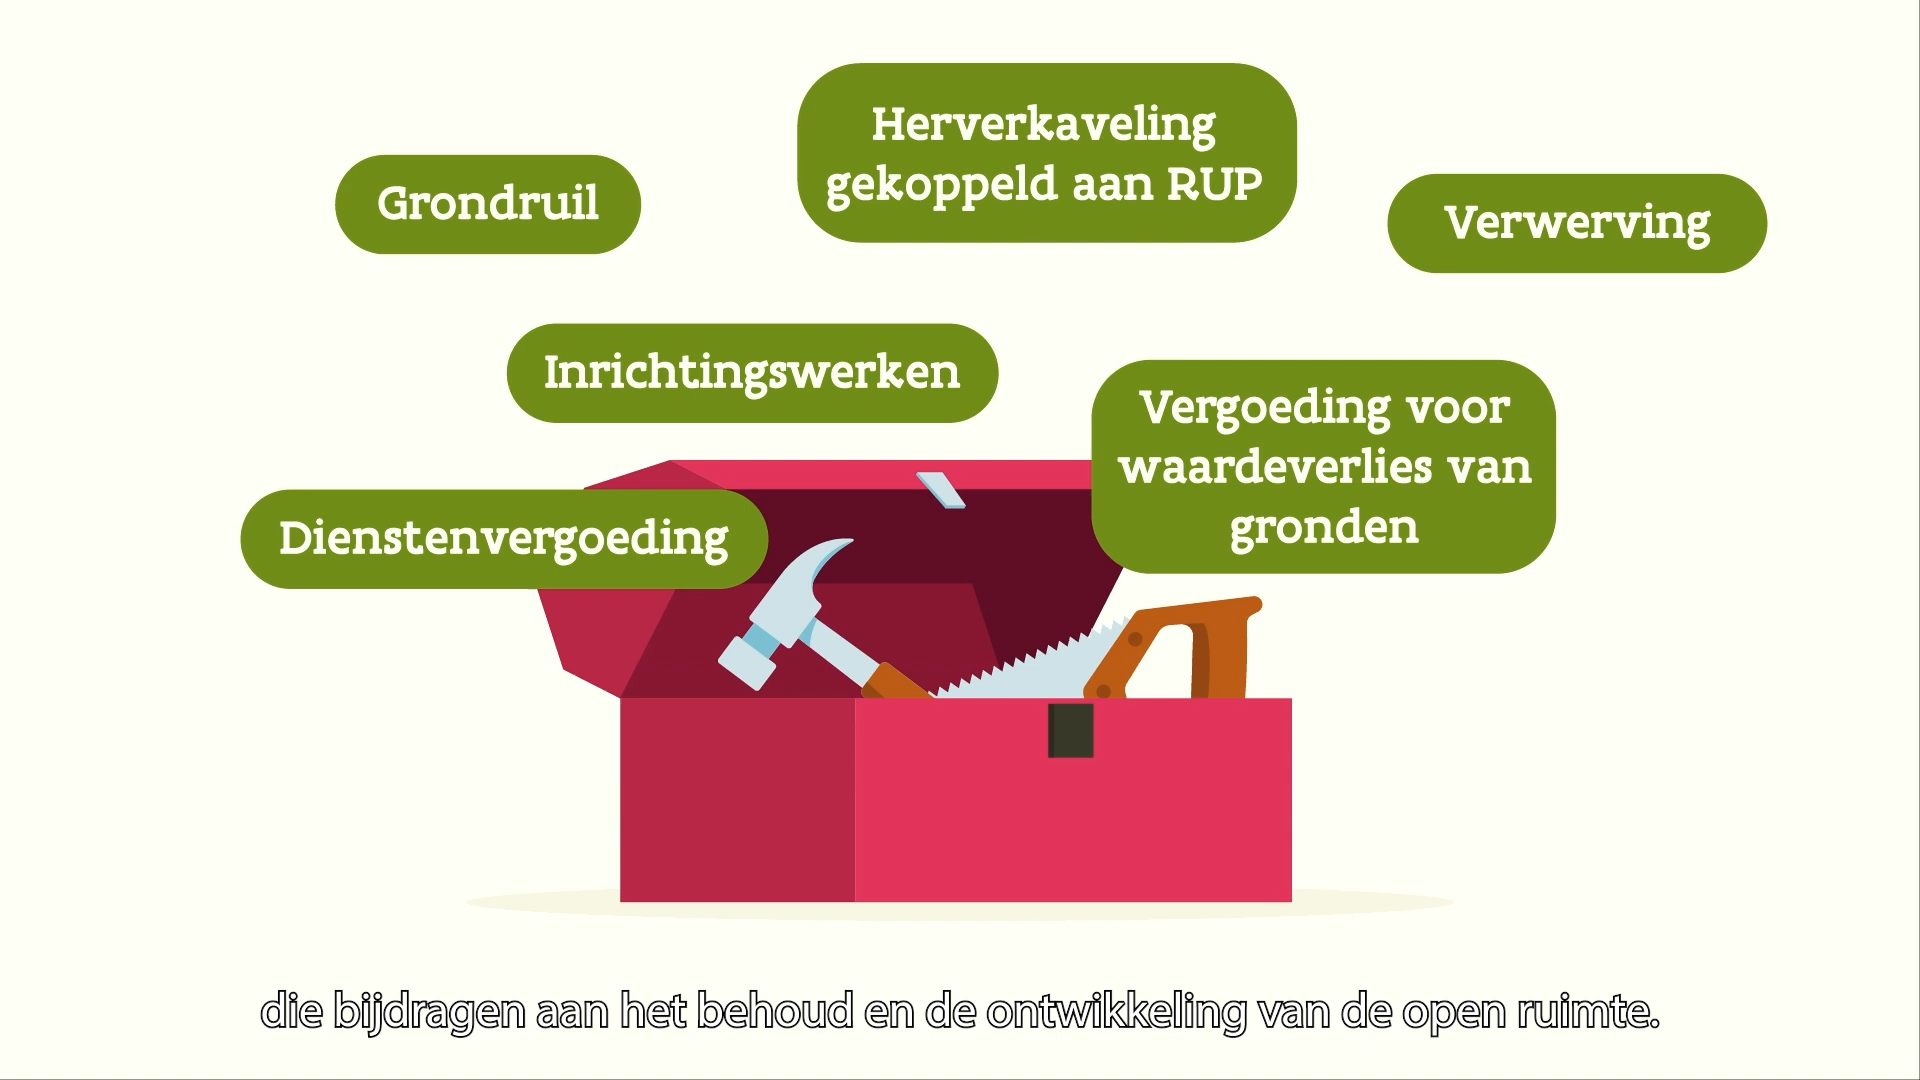 Herverkaveling
gekoppeld aan RUP
Grondruil
Verwerving
Inrichtingswerken
Vergoeding voor
waardeverlies van
gronden
Dienstenvergoeding
die bijdragen aan het behoud en de ontwikkeling van de open ruimte.